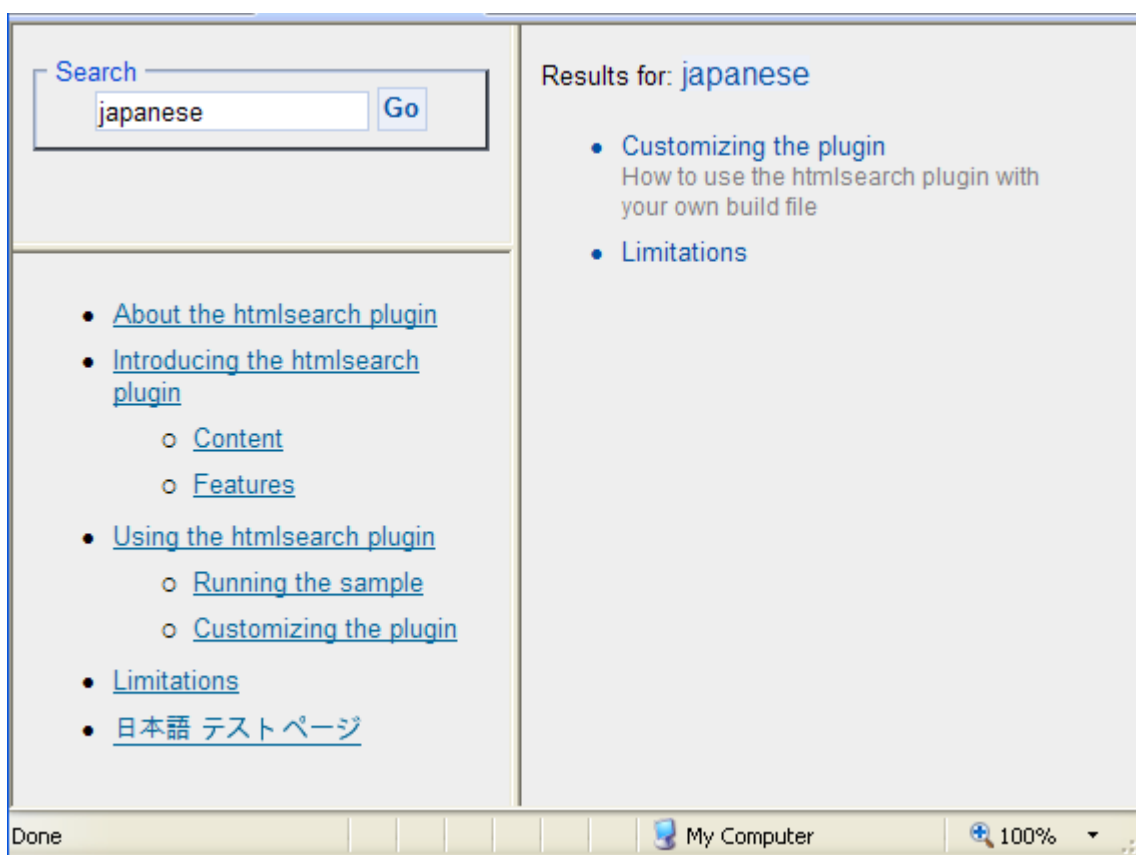 Search
japanese Go
About the htmlsearch plugin
Introducing the htmlsearch
plugin
Content
Features
Using the htmlsearch plugin
Running the sample
Customizing the plugin
Limitations
日本語 テストページ
Results for: japanese
Customizing the plugin
How to use the htmlsearch plugin with
your own build file
Limitations
Done My Computer 100%